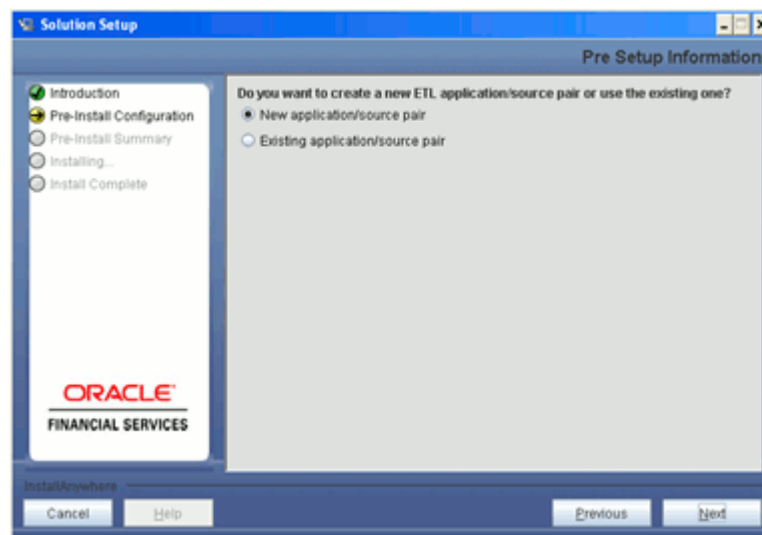 Solution Setup
Pre Setup Information
Introduction
Pre-Install Configuration
Pre-Install Summary
Installing...
Install Complete
Do you want to create a new ETL application/source pair or use the existing one?
New application/source pair
Existing application/source pair
ORACLE
FINANCIAL SERVICES
InstallAnywhere
Cancel
Help
Previous
Next